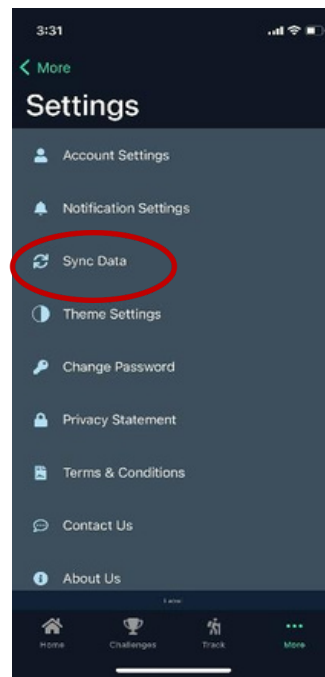 3:31
More
Settings
Account Settings
Notification Settings
Sync Data
Theme Settings
Change Password
Privacy Statement
Terms & Conditions
Contact Us
About Us
Home Challenges Track More